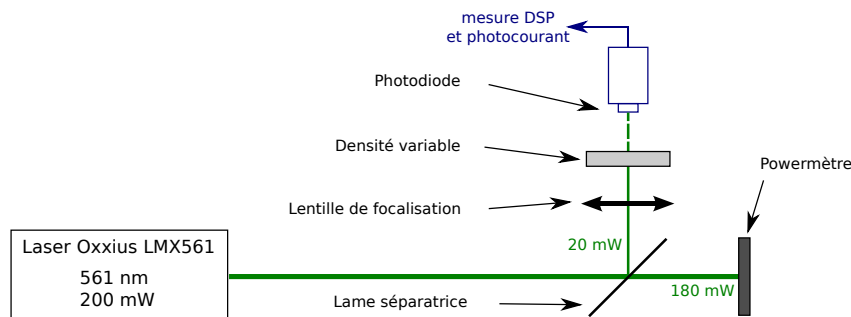 mesure DSP
et photocourant
Photodiode
Densité variable
Powermètre
Lentille de focalisation
20 mW
Laser Oxxius LMX561
561 nm
200 mW
180 mW
Lame séparatrice